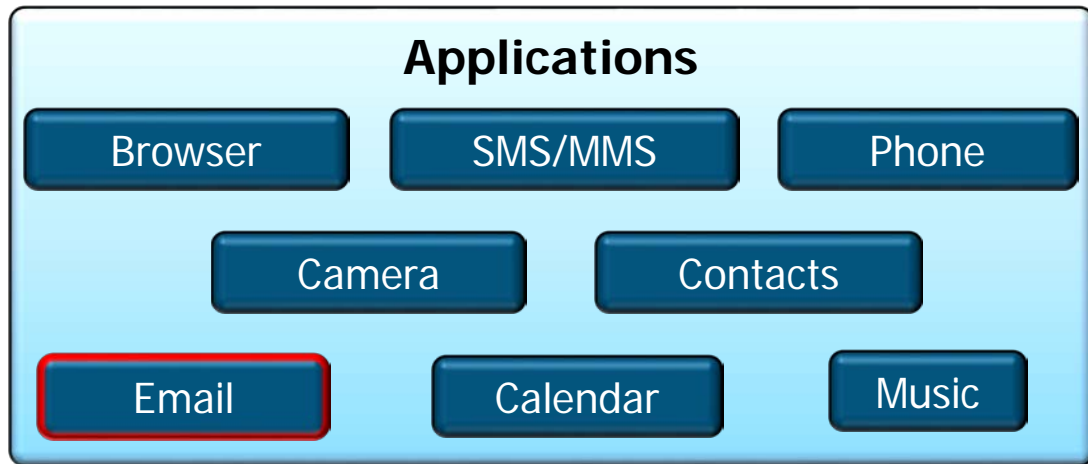 Applications
Browser SMS/MMS Phone
Camera Contacts
Email Calendar Music